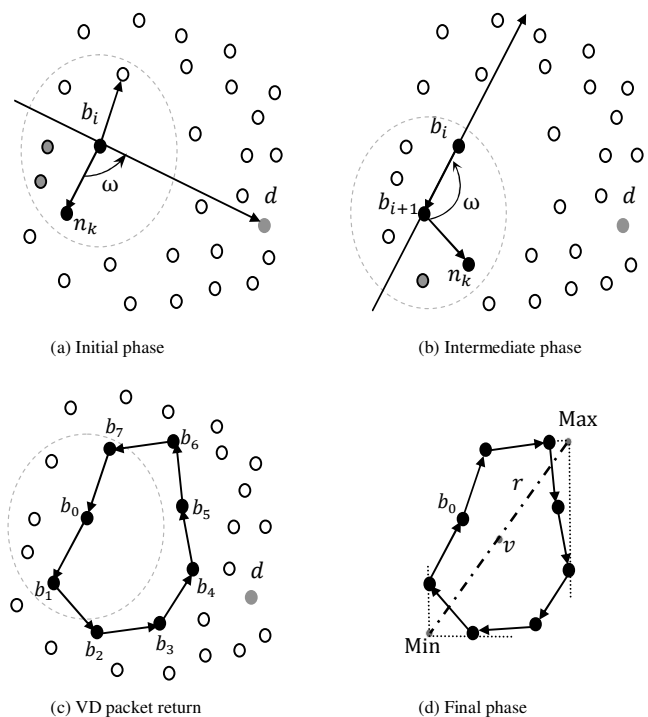 b_i
ω
n_k
d
(a) Initial phase
b_i
b_{i+1}
ω
d
n_k
(b) Intermediate phase
b_7
b_6
b_0
b_5
b_1
b_4
d
b_2
b_3
(c) VD packet return
Max
r
b_0
v
Min
(d) Final phase